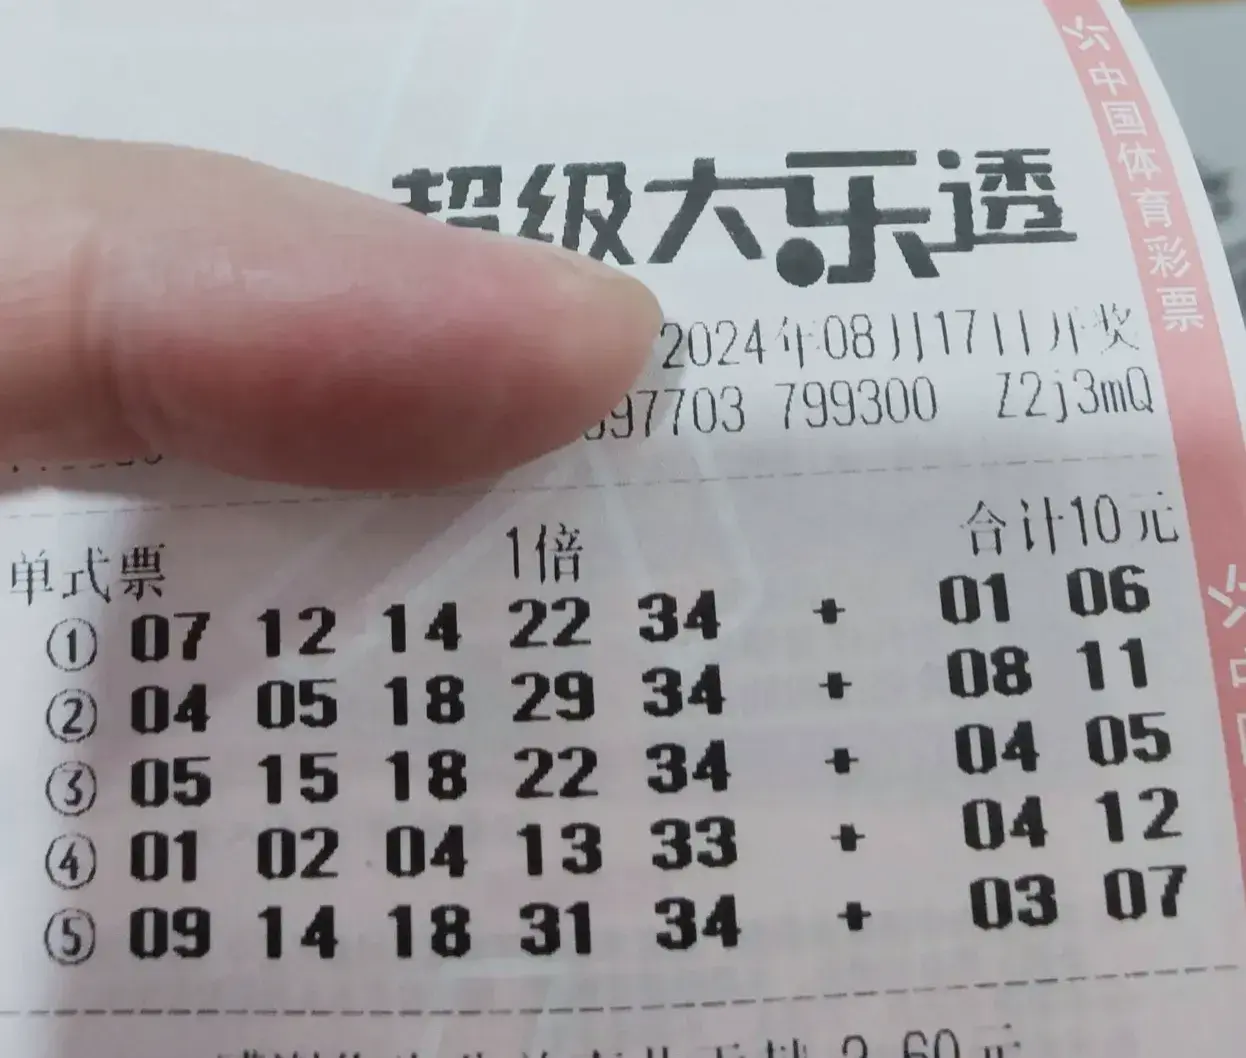 中国体育彩票
超级大乐透
2024年08月17日开奖
97703 799300 Z2j3mQ
单式票 1倍 合计10元
① 07 12 14 22 34 + 01 06
② 04 05 18 29 34 + 08 11
③ 05 15 18 22 34 + 04 05
④ 01 02 04 13 33 + 04 12
⑤ 09 14 18 31 34 + 03 07